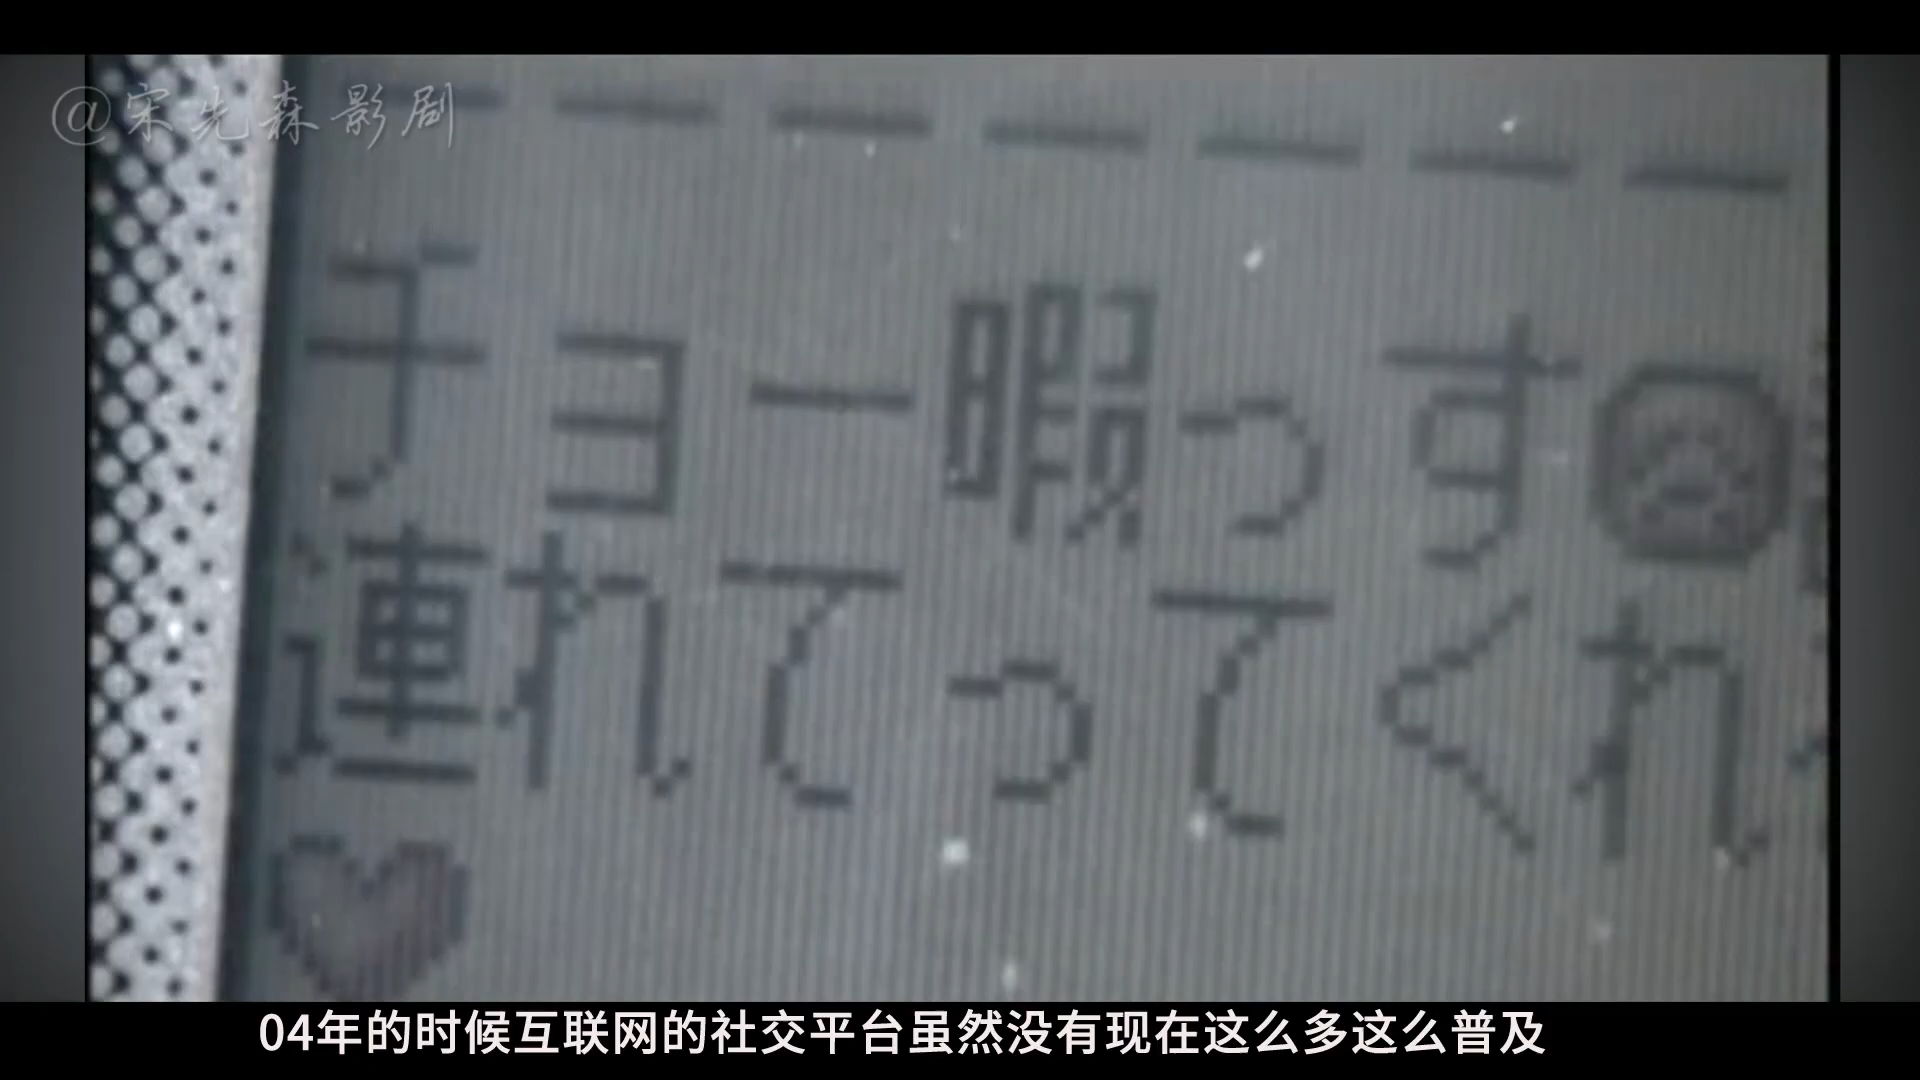 @宋先森影剧
チョー暇っす
連れてってくれ
04年的时候互联网的社交平台虽然没有现在这么多这么普及